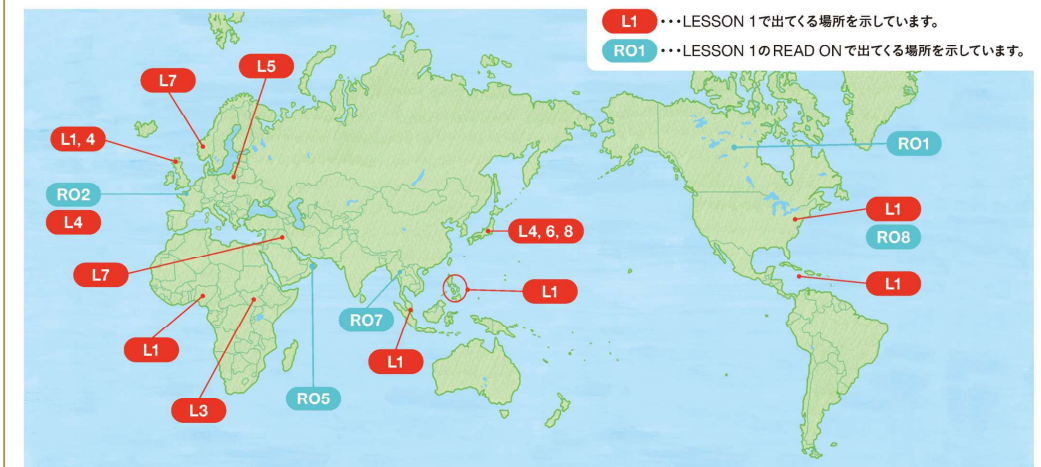 L1 ・・・LESSON 1で出てくる場所を示しています。
RO1 ・・・LESSON 1のREAD ONで出てくる場所を示しています。
L5
L7
L1, 4
RO1
RO2
L4
L1
RO8
L4, 6, 8
L7
L1
L1
RO7
L1
L1
RO5
L3